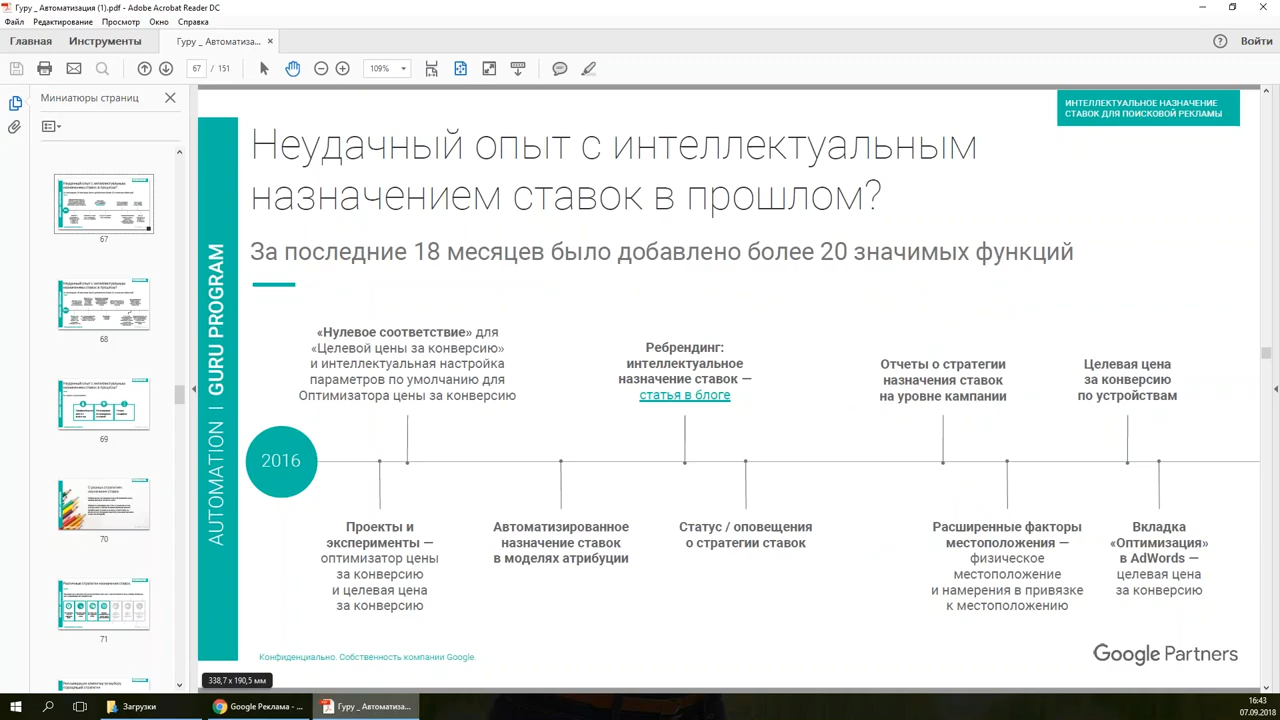 Гуру _ Автоматизация (1).pdf - Adobe Acrobat Reader DC
Файл Редактирование Просмотр Окно Справка
Главная Инструменты Гуру _ Автоматиза... × Войти
67 / 151 109%
Миниатюры страниц
67
68
69
70
71
ИНТЕЛЛЕКТУАЛЬНОЕ НАЗНАЧЕНИЕ
СТАВОК ДЛЯ ПОИСКОВОЙ РЕКЛАМЫ
AUTOMATION | GURU PROGRAM
Неудачный опыт с интеллектуальным
назначением ставок в прошлом?
За последние 18 месяцев было добавлено более 20 значимых функций
«Нулевое соответствие» для
«Целевой цены за конверсию»
и интеллектуальная настройка
параметров по умолчанию для
Оптимизатора цены за конверсию
Ребрендинг:
интеллектуальное
назначение ставок —
статья в блоге
Отчеты о стратегии
назначения ставок
на уровне кампании
Целевая цена
за конверсию
по устройствам
2016
Проекты и
эксперименты —
оптимизатор цены
за конверсию
и целевая цена
за конверсию
Автоматизированное
назначение ставок
в моделях атрибуции
Статус / оповещения
о стратегии ставок
Расширенные факторы
местоположения —
физическое
местоположение
и намерения в привязке
к местоположению
Вкладка
«Оптимизация»
в AdWords —
целевая цена
за конверсию
Конфиденциально. Собственность компании Google.
Google Partners
338,7 x 190,5 мм
Загрузки
Google Реклама - ...
Гуру _ Автоматиза...
16:43
07.09.2018